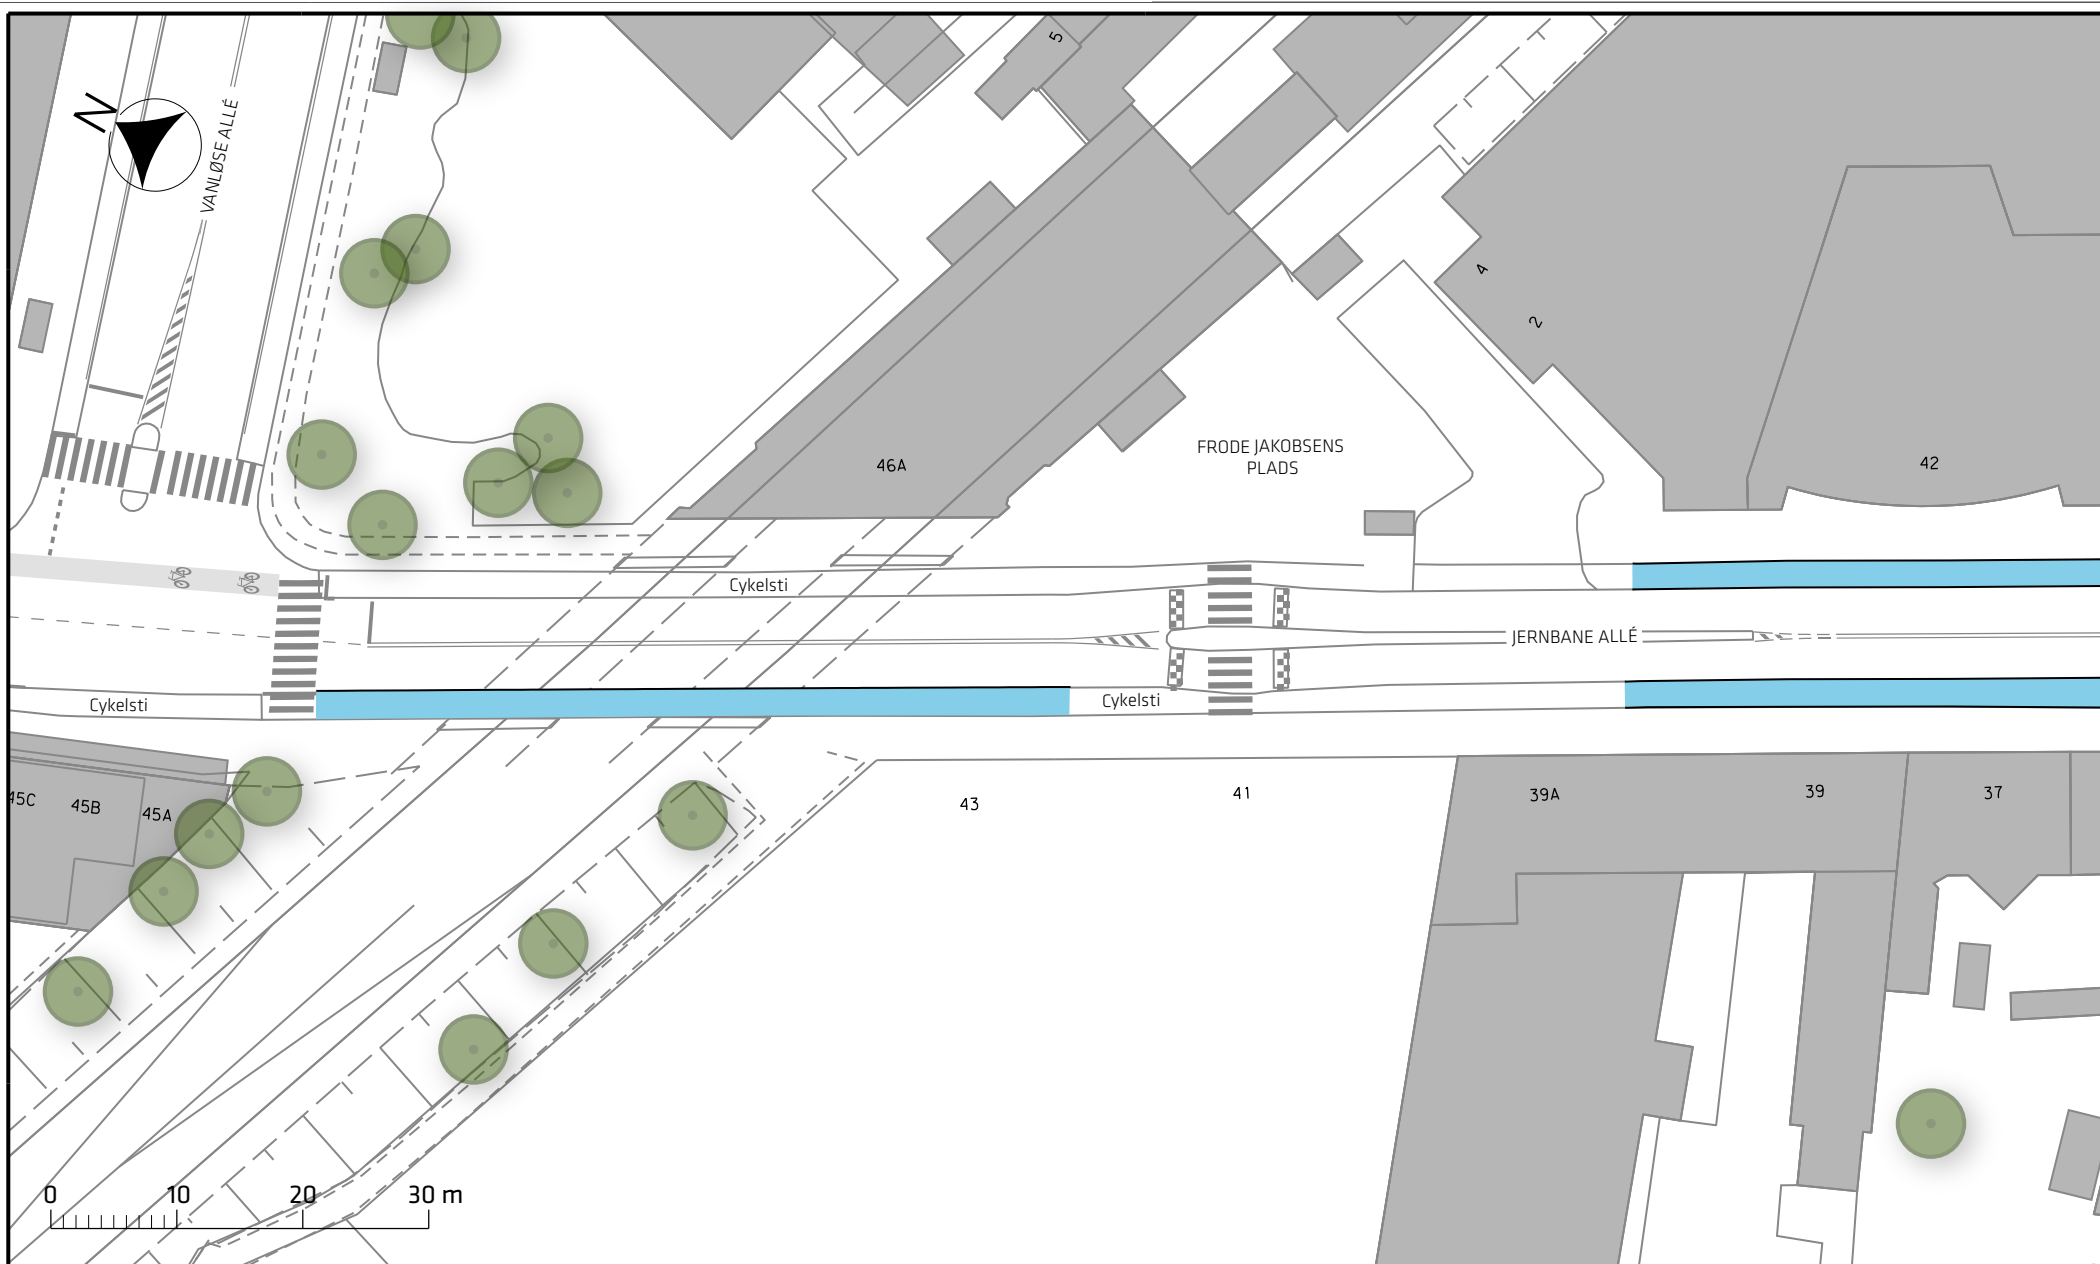 5
N
VANLØSE ALLÉ
4
2
46A
FRODE JAKOBSENS
PLADS
42
Cykelsti
JERNBANE ALLÉ
Cykelsti
Cykelsti
45C
45B
45A
43
41
39A
39
37
0 10 20 30 m